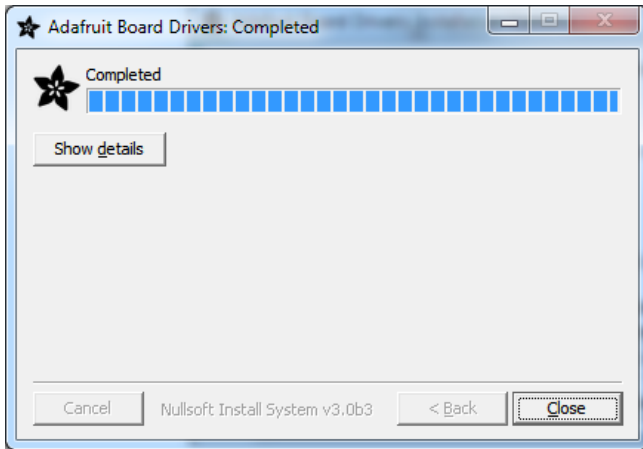 Adafruit Board Drivers: Completed
Completed
Show details
Cancel
Nullsoft Install System v3.0b3
< Back
Close